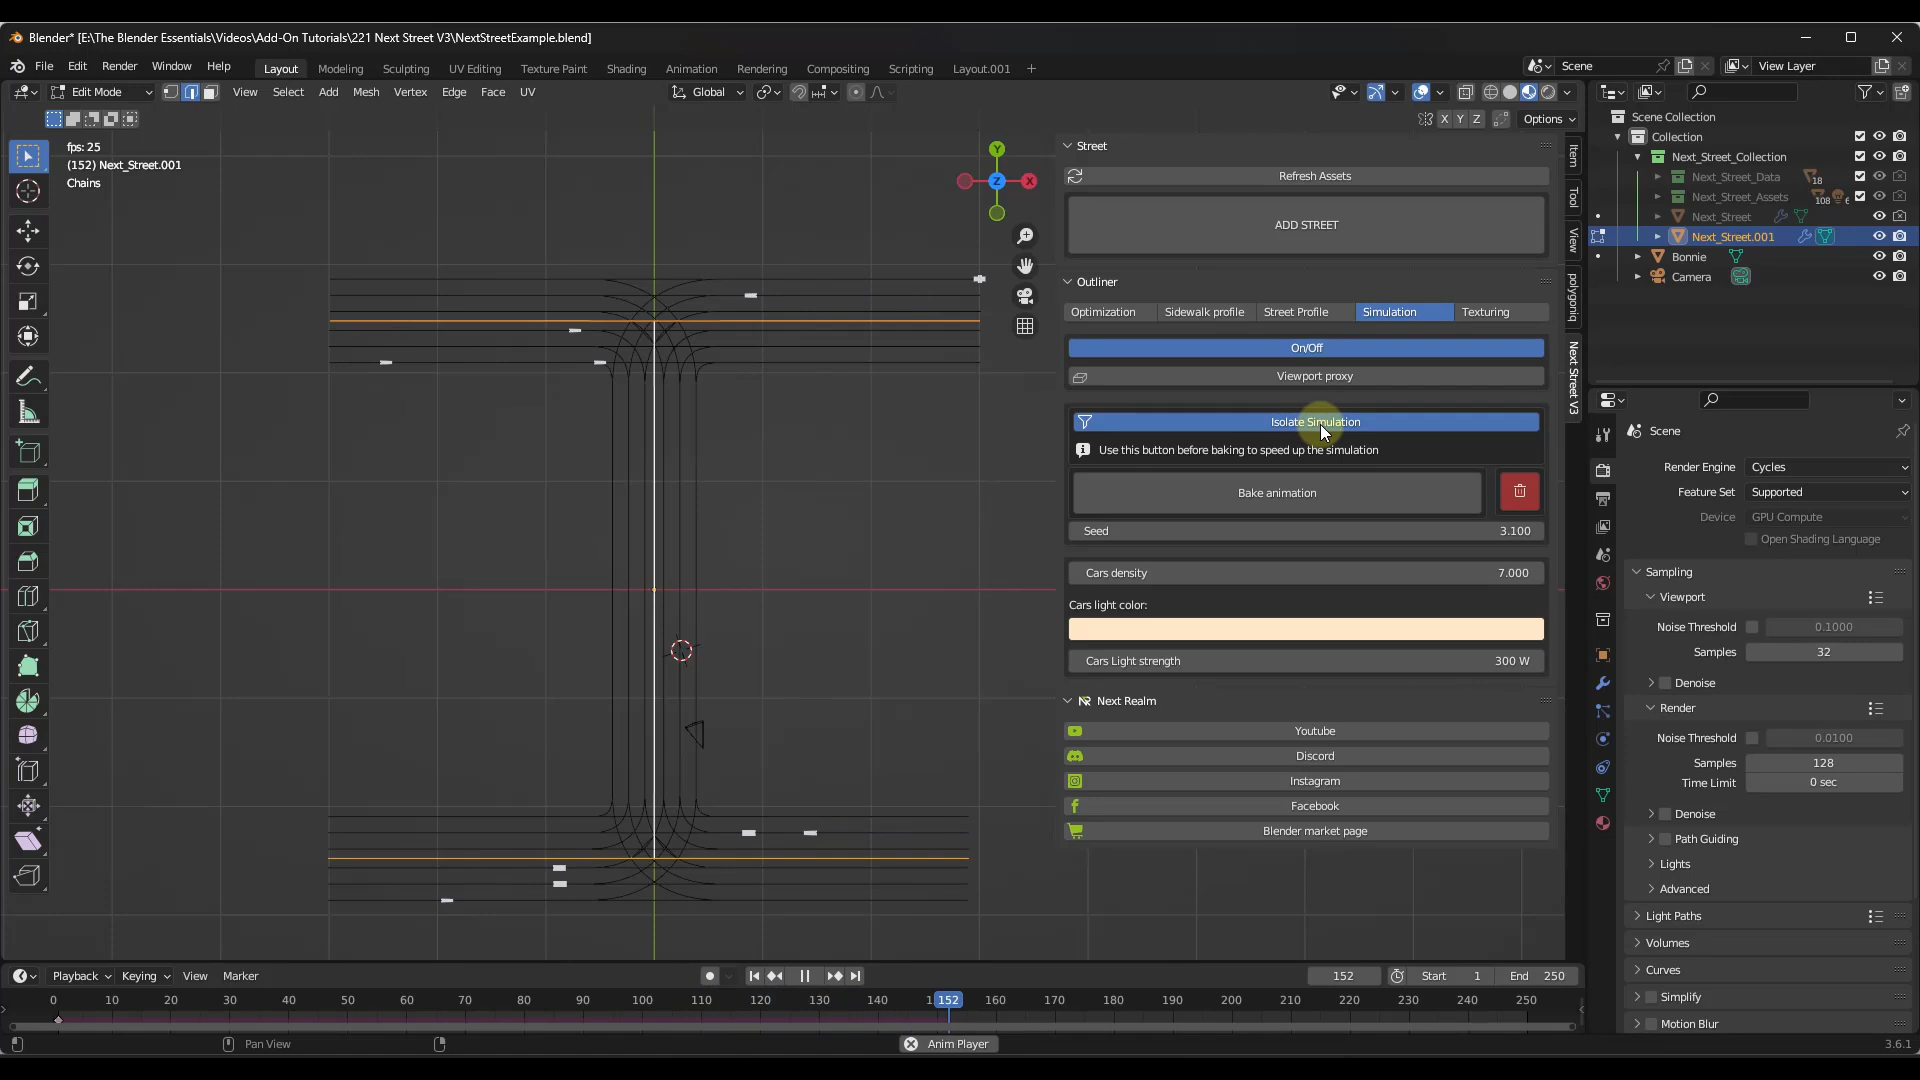 Blender* [E:\The Blender Essentials\Videos\Add-On Tutorials\221 Next Street V3\NextStreetExample.blend]
File Edit Render Window Help Layout Modeling Sculpting UV Editing Texture Paint Shading Animation Rendering Compositing Scripting Layout.001 +
Scene
View Layer
Edit Mode View Select Add Mesh Vertex Edge Face UV
Global
X Y Z Options
fps: 25
(152) Next_Street.001
Chains
Y
Z
X
Street
Refresh Assets
ADD STREET
Outliner
Optimization Sidewalk profile Street Profile Simulation Texturing
On/Off
Viewport proxy
Isolate Simulation
Use this button before baking to speed up the simulation
Bake animation
Seed 3.100
Cars density 7.000
Cars light color:
Cars Light strength 300 W
Next Realm
Youtube
Discord
Instagram
Facebook
Blender market page
Item
Tool
View
polygoniq
Next Street V3
Scene Collection
Collection
Next_Street_Collection
Next_Street_Data 18
Next_Street_Assets 108 6
Next_Street
Next_Street.001
Bonnie
Camera
Scene
Render Engine Cycles
Feature Set Supported
Device GPU Compute
Open Shading Language
Sampling
Viewport
Noise Threshold 0.1000
Samples 32
Denoise
Render
Noise Threshold 0.0100
Samples 128
Time Limit 0 sec
Denoise
Path Guiding
Lights
Advanced
Light Paths
Volumes
Curves
Simplify
Motion Blur
Playback Keying View Marker
152 Start 1 End 250
0 10 20 30 40 50 60 70 80 90 100 110 120 130 140 152 160 170 180 190 200 210 220 230 240 250
Pan View
Anim Player
3.6.1